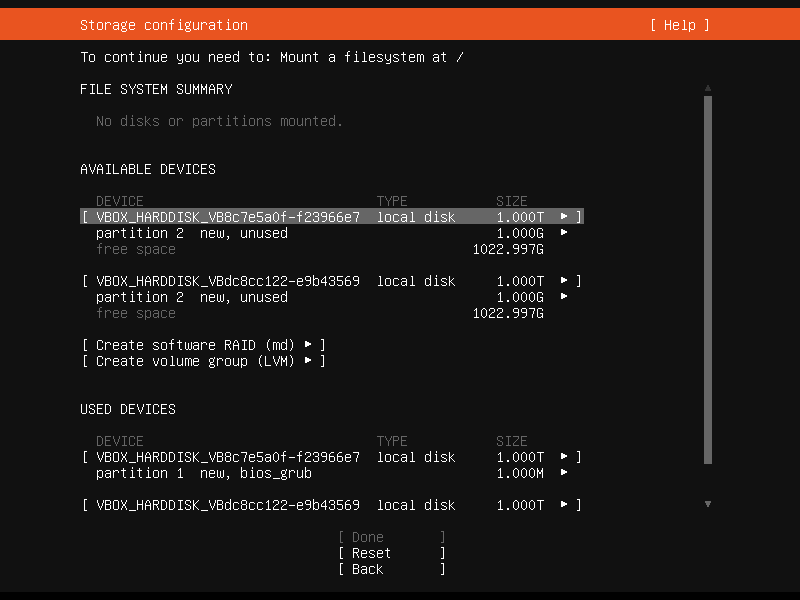 Storage configuration [ Help ]
To continue you need to: Mount a filesystem at /
FILE SYSTEM SUMMARY
No disks or partitions mounted.
AVAILABLE DEVICES
DEVICE TYPE SIZE
[ VBOX_HARDDISK_VB8c7e5a0f-f23966e7 local disk 1.000T ▸ ]
partition 2 new, unused 1.000G ▸
free space 1022.997G
[ VBOX_HARDDISK_VBdc8cc122-e9b43569 local disk 1.000T ▸ ]
partition 2 new, unused 1.000G ▸
free space 1022.997G
[ Create software RAID (md) ▸ ]
[ Create volume group (LVM) ▸ ]
USED DEVICES
DEVICE TYPE SIZE
[ VBOX_HARDDISK_VB8c7e5a0f-f23966e7 local disk 1.000T ▸ ]
partition 1 new, bios_grub 1.000M ▸
[ VBOX_HARDDISK_VBdc8cc122-e9b43569 local disk 1.000T ▸ ]
[ Done ]
[ Reset ]
[ Back ]